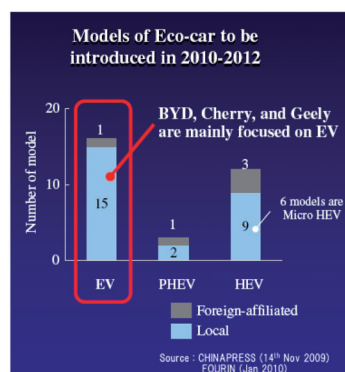 Models of Eco-car to be
introduced in 2010-2012
BYD, Cherry, and Geely
are mainly focused on EV
Number of model
20
10
0
1
15
1
2
3
9
6 models are
Micro HEV
EV
PHEV
HEV
Foreign-affiliated
Local
Source : CHINAPRESS (14th Nov 2009)
FOURIN (Jan 2010)